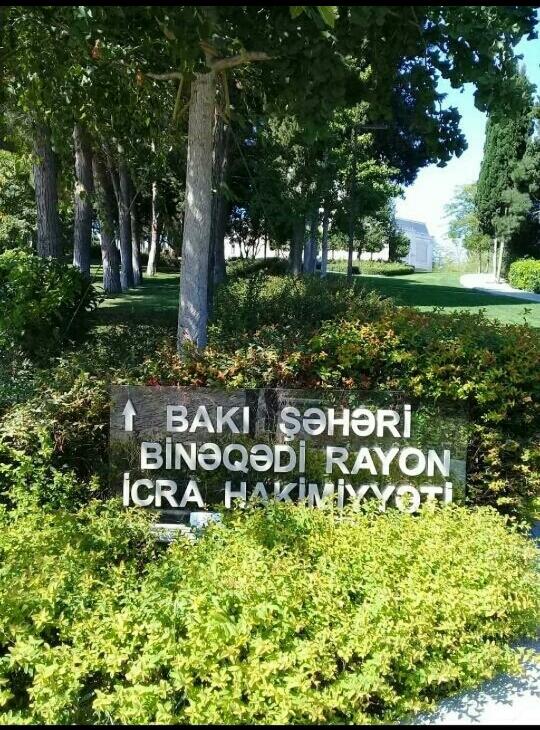 ↑ BAKI ŞƏHƏRİ
BİNƏQƏDİ RAYON
İCRA HAKİMİYYƏTİ